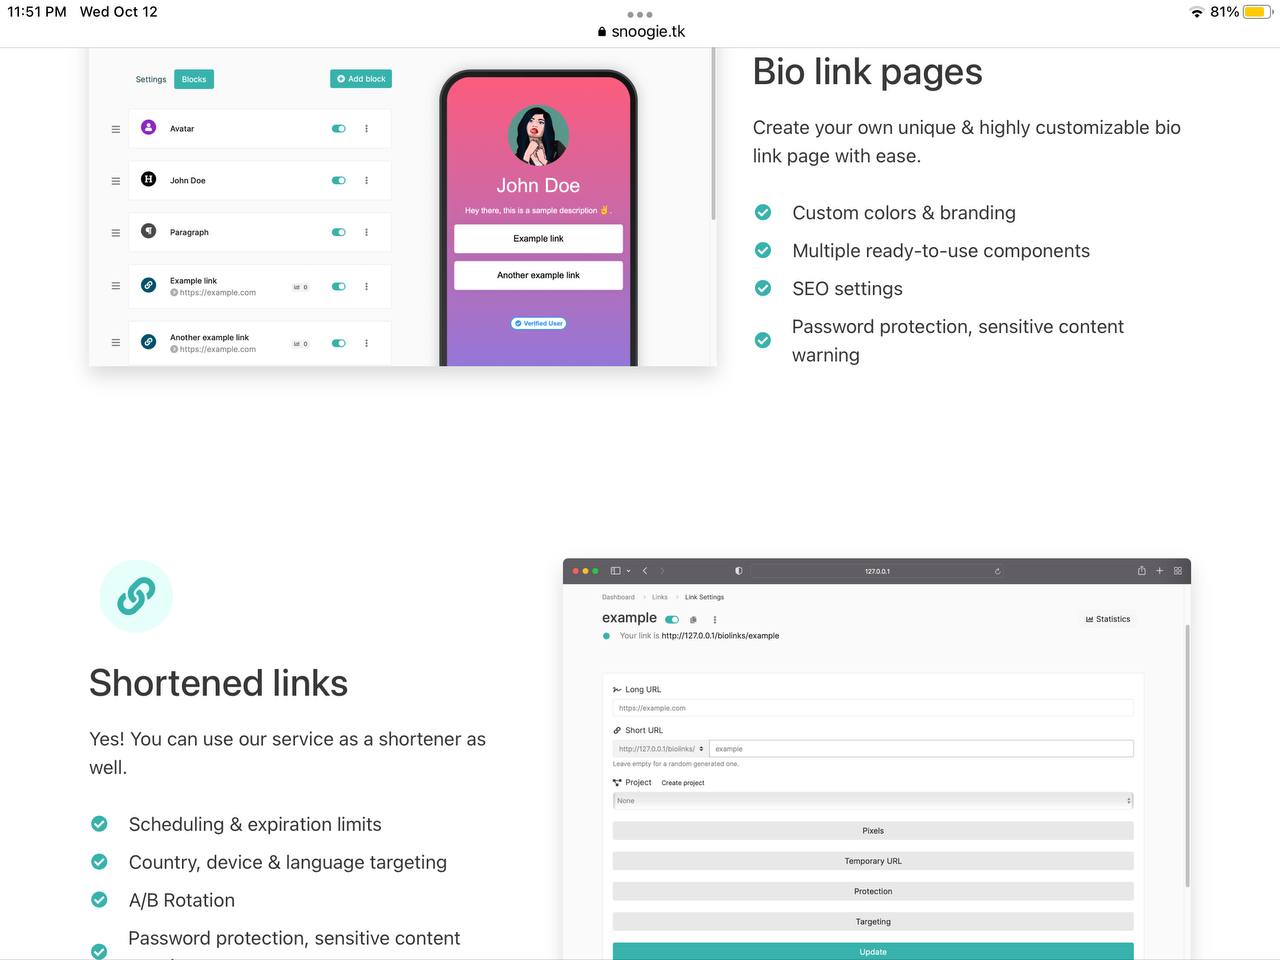 11:51 PM Wed Oct 12
81%
snoogie.tk
Settings
Blocks
Add block
Avatar
John Doe
Paragraph
Example link
https://example.com
0
Another example link
https://example.com
0
John Doe
Hey there, this is a sample description ✌️.
Example link
Another example link
Verified User
Bio link pages
Create your own unique & highly customizable bio
link page with ease.
Custom colors & branding
Multiple ready-to-use components
SEO settings
Password protection, sensitive content
warning
Shortened links
Yes! You can use our service as a shortener as
well.
Scheduling & expiration limits
Country, device & language targeting
A/B Rotation
Password protection, sensitive content
127.0.0.1
Dashboard > Links > Link Settings
example
Statistics
Your link is http://127.0.0.1/biolinks/example
Long URL
https://example.com
Short URL
http://127.0.0.1/biolinks/ example
Leave empty for a random generated one.
Project Create project
None
Pixels
Temporary URL
Protection
Targeting
Update